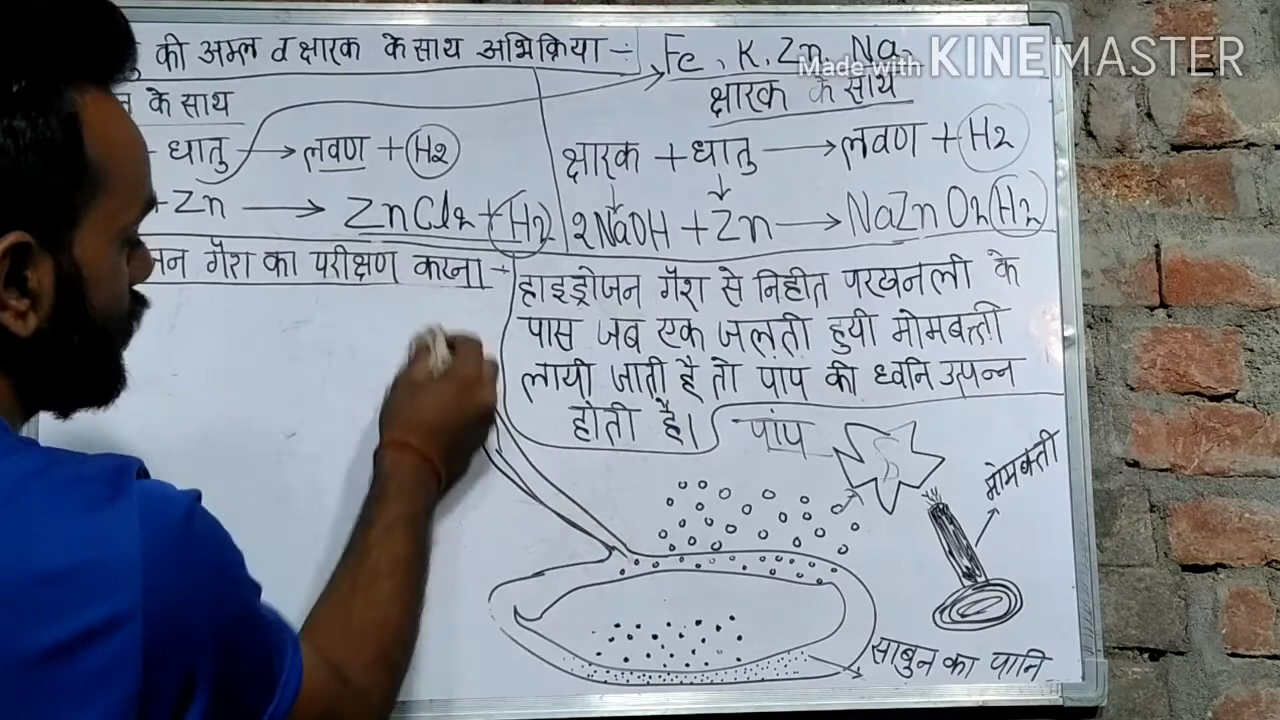 की अम्ल व क्षारक के साथ अभिक्रिया :-
Fe, K, Zn, Na
Made with KINEMASTER
के साथ
क्षारक के साथ
धातु → लवण + H2
क्षारक + धातु → लवण + H2
+Zn → ZnCl2 + H2
2NaOH + Zn → NaZnO2 H2
गैस का परीक्षण करना :-
हाइड्रोजन गैस से निहीत परखनली के
पास जब एक जलती हुयी मोमबत्ती
लायी जाती है तो पाप की ध्वनि उत्पन्न
होती है।
पांप
मोमबत्ती
साबुन का पानि